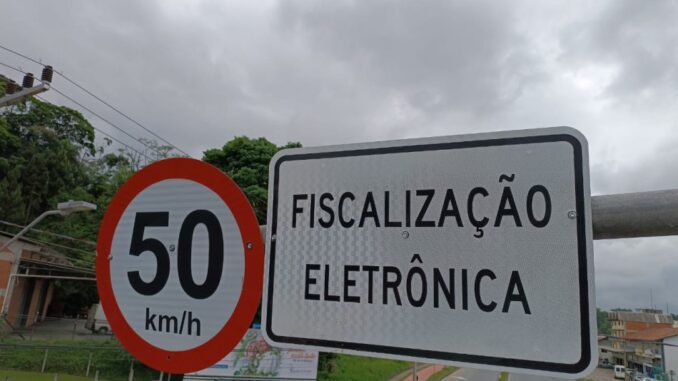 50
km/h
FISCALIZAÇÃO
ELETRÔNICA